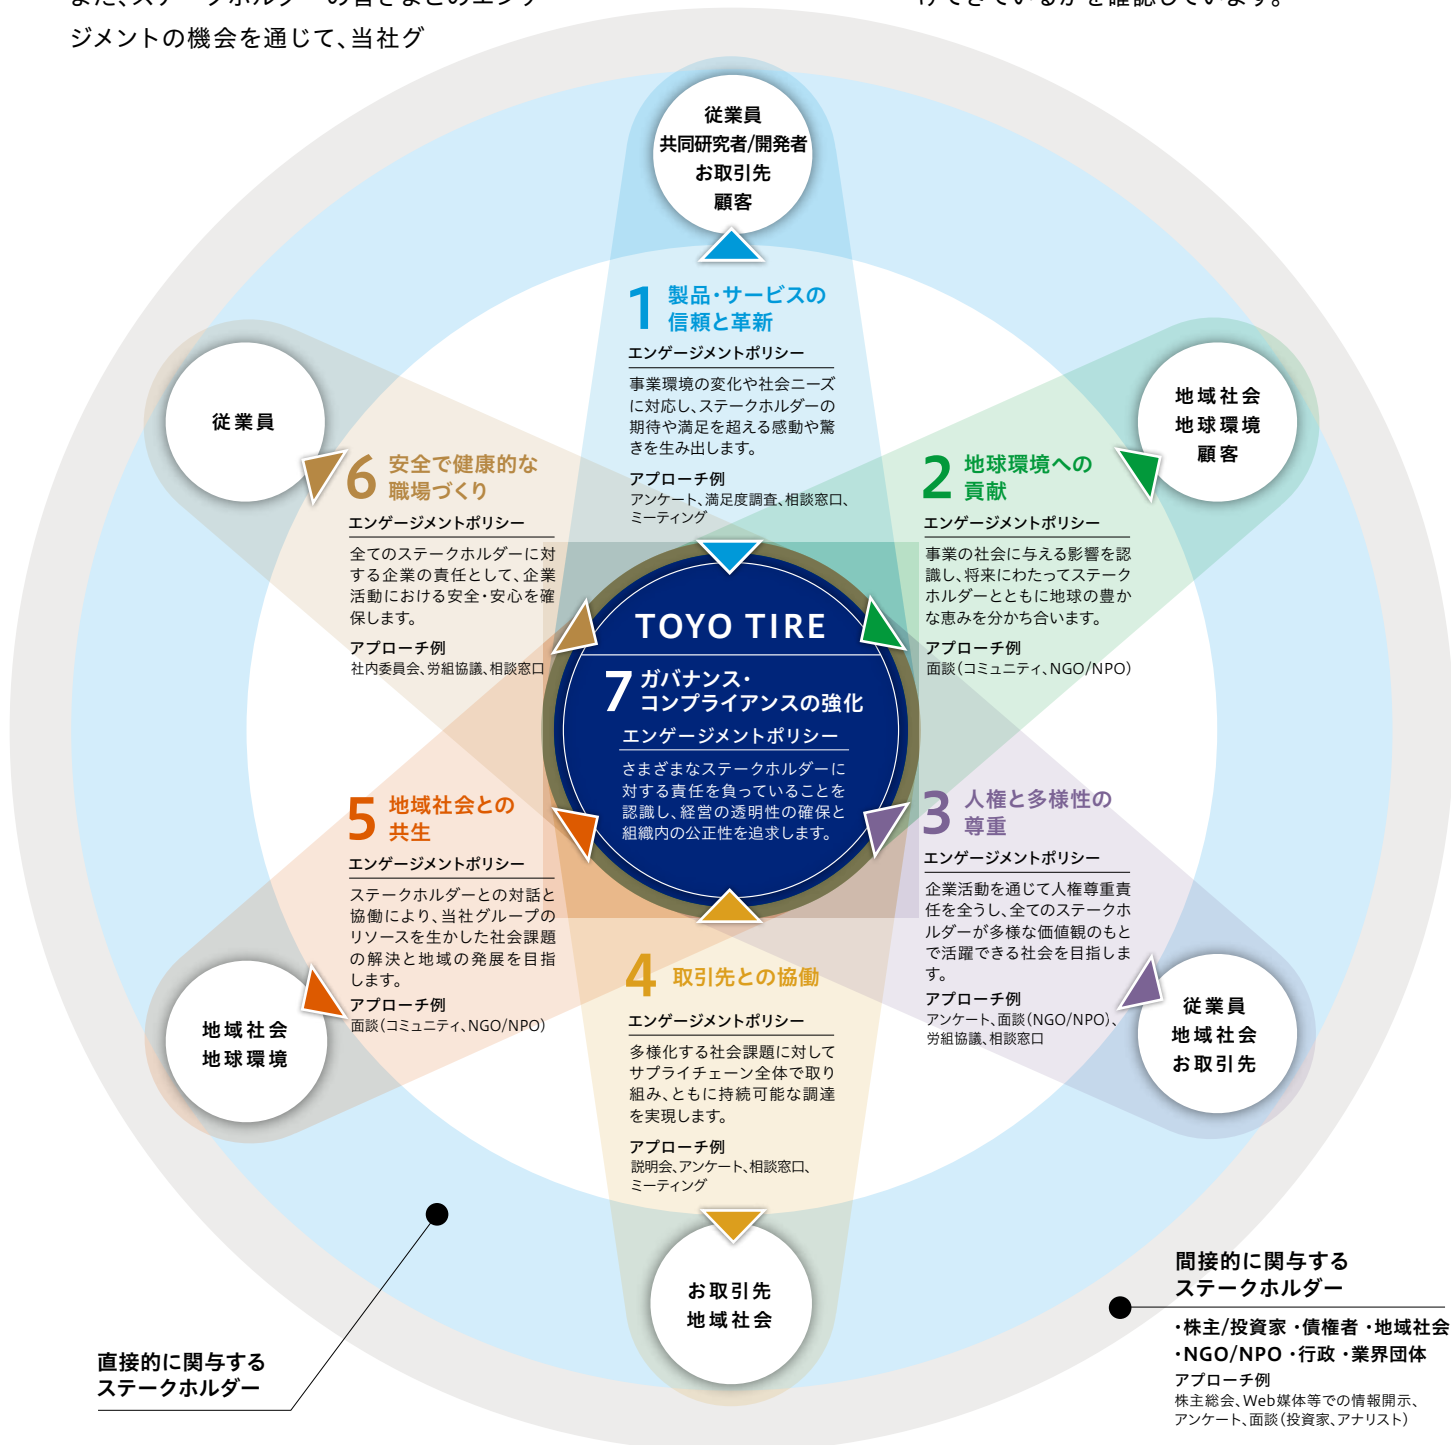 また、ステークホルダーの皆さまとのエンゲー
ジメントの機会を通じて、当社グ
けできているかを確認しています。
従業員
共同研究者/開発者
お取引先
顧客
1 製品・サービスの
信頼と革新
エンゲージメントポリシー
事業環境の変化や社会ニーズ
に対応し、ステークホルダーの
期待や満足を超える感動や驚
きを生み出します。
アプローチ例
アンケート、満足度調査、相談窓口、
ミーティング
地域社会
地球環境
顧客
2 地球環境への
貢献
エンゲージメントポリシー
事業の社会に与える影響を認
識し、将来にわたってステーク
ホルダーとともに地球の豊か
な恵みを分かち合います。
アプローチ例
面談(コミュニティ、NGO/NPO)
3 人権と多様性の
尊重
エンゲージメントポリシー
企業活動を通じて人権尊重責
任を全うし、全てのステークホ
ルダーが多様な価値観のもと
で活躍できる社会を目指しま
す。
アプローチ例
アンケート、面談(NGO/NPO)、
労組協議、相談窓口
従業員
地域社会
お取引先
4 取引先との協働
エンゲージメントポリシー
多様化する社会課題に対して
サプライチェーン全体で取り
組み、ともに持続可能な調達
を実現します。
アプローチ例
説明会、アンケート、相談窓口、
ミーティング
お取引先
地域社会
5 地域社会との
共生
エンゲージメントポリシー
ステークホルダーとの対話と
協働により、当社グループの
リソースを生かした社会課題
の解決と地域の発展を目指
します。
アプローチ例
面談(コミュニティ、NGO/NPO)
地域社会
地球環境
従業員
6 安全で健康的な
職場づくり
エンゲージメントポリシー
全てのステークホルダーに対
する企業の責任として、企業
活動における安全・安心を確
保します。
アプローチ例
社内委員会、労組協議、相談窓口
TOYO TIRE
7 ガバナンス・
コンプライアンスの強化
エンゲージメントポリシー
さまざまなステークホルダーに
対する責任を負っていることを
認識し、経営の透明性の確保と
組織内の公正性を追求します。
直接的に関与する
ステークホルダー
間接的に関与する
ステークホルダー
・株主/投資家 ・債権者 ・地域社会
・NGO/NPO ・行政 ・業界団体
アプローチ例
株主総会、Web媒体等での情報開示、
アンケート、面談(投資家、アナリスト)